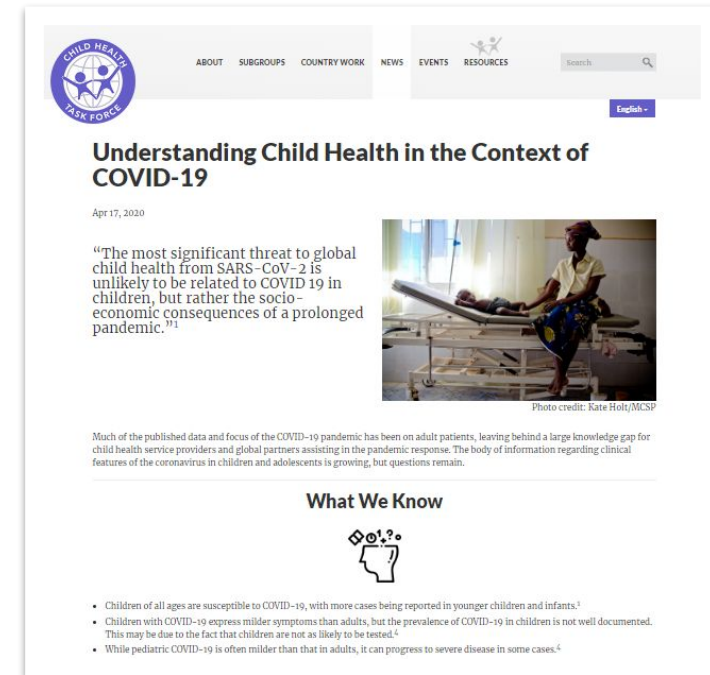 CHILD HEALTH
TASK FORCE
ABOUT SUBGROUPS COUNTRY WORK NEWS EVENTS RESOURCES
Search
English
Understanding Child Health in the Context of
COVID-19
Apr 17, 2020
“The most significant threat to global
child health from SARS-CoV-2 is
unlikely to be related to COVID 19 in
children, but rather the socio-
economic consequences of a prolonged
pandemic.”1
Photo credit: Kate Holt/MCSP
Much of the published data and focus of the COVID-19 pandemic has been on adult patients, leaving behind a large knowledge gap for
child health service providers and global partners assisting in the pandemic response. The body of information regarding clinical
features of the coronavirus in children and adolescents is growing, but questions remain.
What We Know
• Children of all ages are susceptible to COVID-19, with more cases being reported in younger children and infants.3
• Children with COVID-19 express milder symptoms than adults, but the prevalence of COVID-19 in children is not well documented.
This may be due to the fact that children are not as likely to be tested.4
• While pediatric COVID-19 is often milder than that in adults, it can progress to severe disease in some cases.4